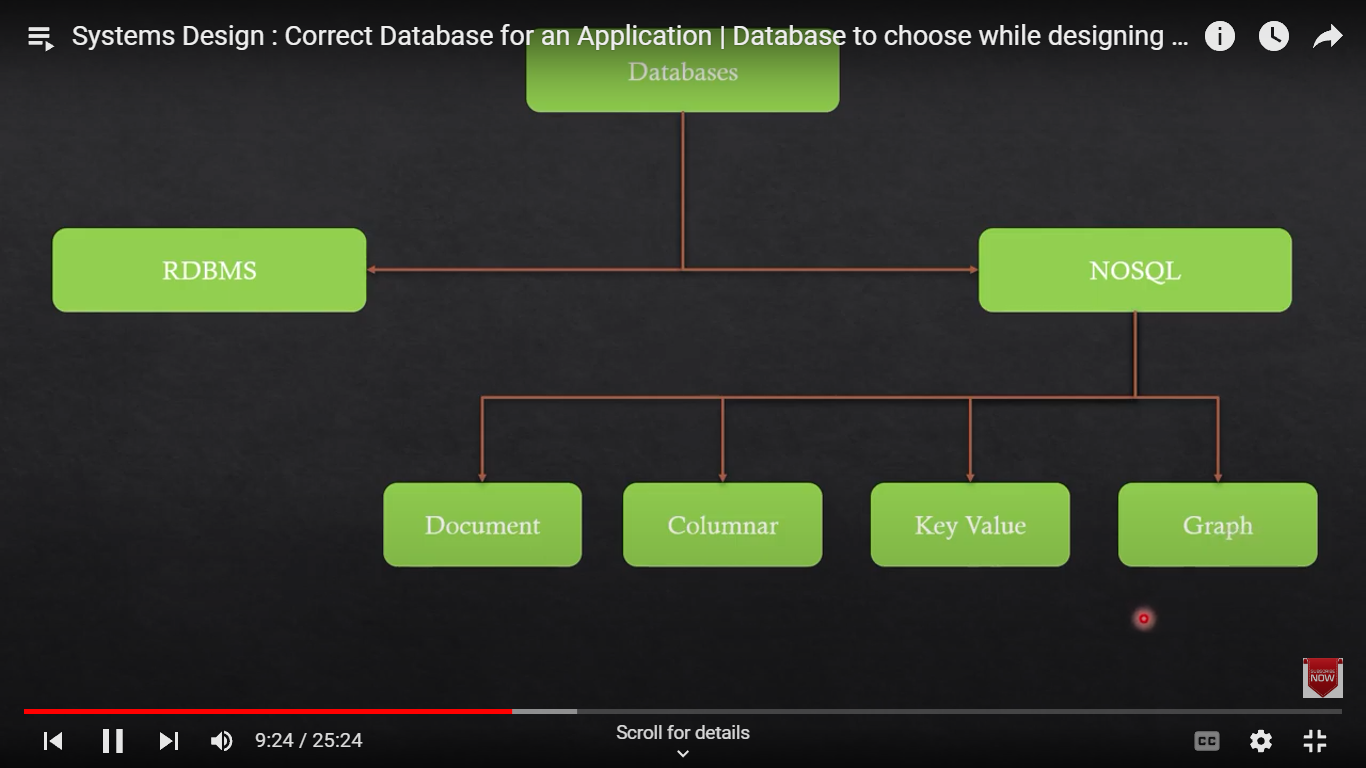 Systems Design : Correct Database for an Application | Database to choose while designing ...
Databases
RDBMS
NOSQL
Document
Columnar
Key Value
Graph
SUBSCRIBE
NOW
9:24 / 25:24
Scroll for details
CC